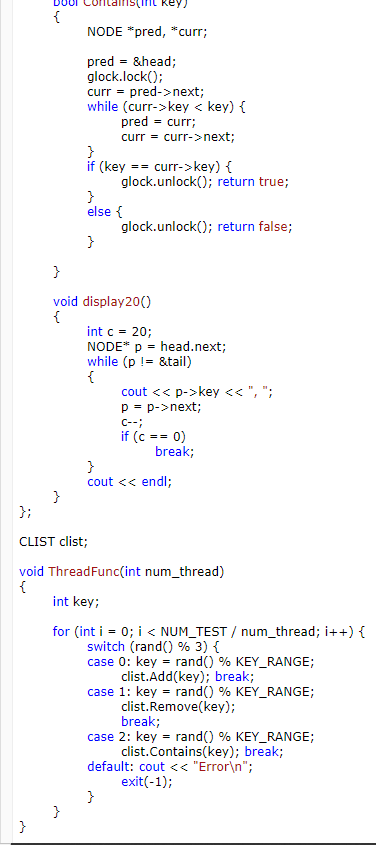 bool Contains(int key)
{
NODE *pred, *curr;
pred = &head;
glock.lock();
curr = pred->next;
while (curr->key < key) {
pred = curr;
curr = curr->next;
}
if (key == curr->key) {
glock.unlock(); return true;
}
else {
glock.unlock(); return false;
}
}
void display20()
{
int c = 20;
NODE* p = head.next;
while (p != &tail)
{
cout << p->key << ", ";
p = p->next;
c--;
if (c == 0)
break;
}
cout << endl;
}
};
CLIST clist;
void ThreadFunc(int num_thread)
{
int key;
for (int i = 0; i < NUM_TEST / num_thread; i++) {
switch (rand() % 3) {
case 0: key = rand() % KEY_RANGE;
clist.Add(key); break;
case 1: key = rand() % KEY_RANGE;
clist.Remove(key);
break;
case 2: key = rand() % KEY_RANGE;
clist.Contains(key); break;
default: cout << "Error\n";
exit(-1);
}
}
}